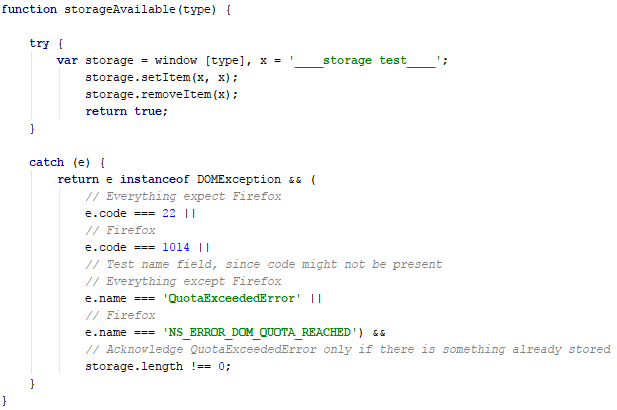 function storageAvailable(type) {
try {
var storage = window [type], x = '____storage test____';
storage.setItem(x, x);
storage.removeItem(x);
return true;
}
catch (e) {
return e instanceof DOMException && (
// Everything expect Firefox
e.code === 22 ||
// Firefox
e.code === 1014 ||
// Test name field, since code might not be present
// Everything except Firefox
e.name === 'QuotaExceededError' ||
// Firefox
e.name === 'NS_ERROR_DOM_QUOTA_REACHED') &&
// Acknowledge QuotaExceededError only if there is something already stored
storage.length !== 0;
}
}